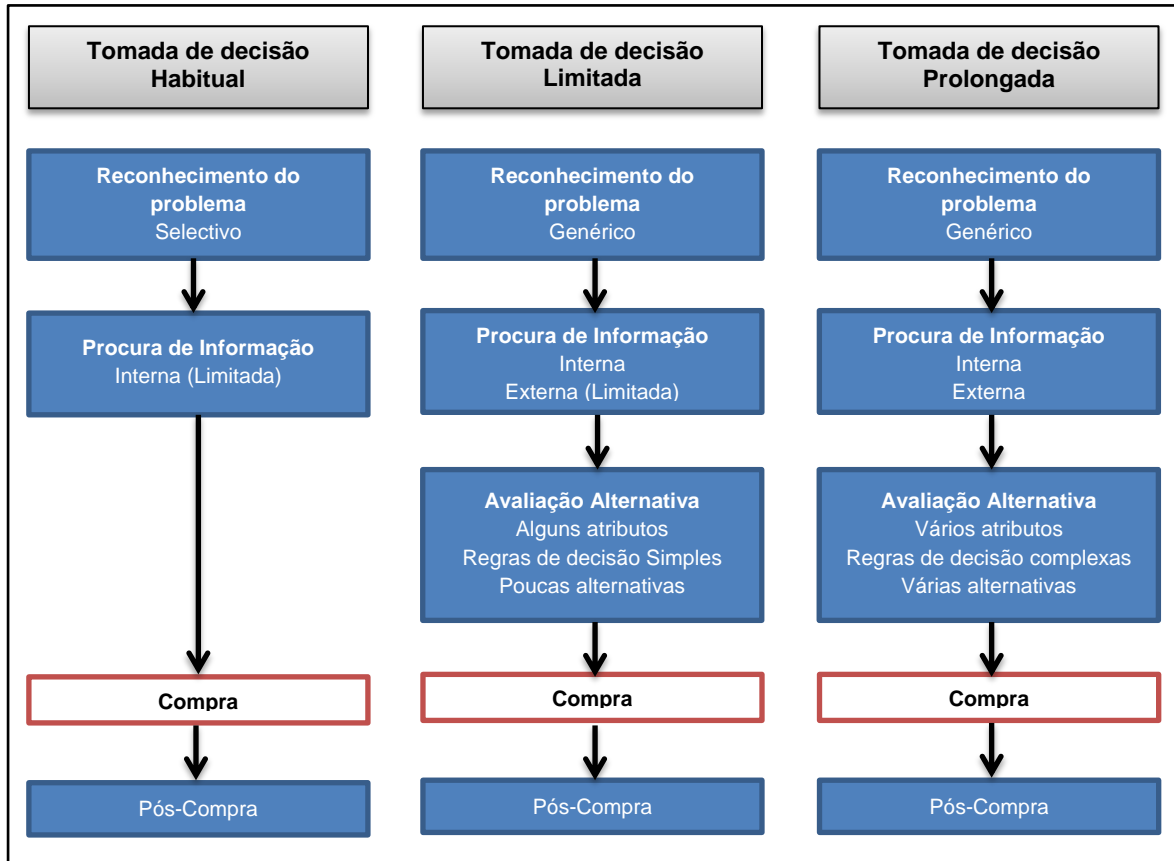 Tomada de decisão
Habitual
Reconhecimento do
problema
Selectivo
Procura de Informação
Interna (Limitada)
Compra
Pós-Compra
Tomada de decisão
Limitada
Reconhecimento do
problema
Genérico
Procura de Informação
Interna
Externa (Limitada)
Avaliação Alternativa
Alguns atributos
Regras de decisão Simples
Poucas alternativas
Compra
Pós-Compra
Tomada de decisão
Prolongada
Reconhecimento do
problema
Genérico
Procura de Informação
Interna
Externa
Avaliação Alternativa
Vários atributos
Regras de decisão complexas
Várias alternativas
Compra
Pós-Compra